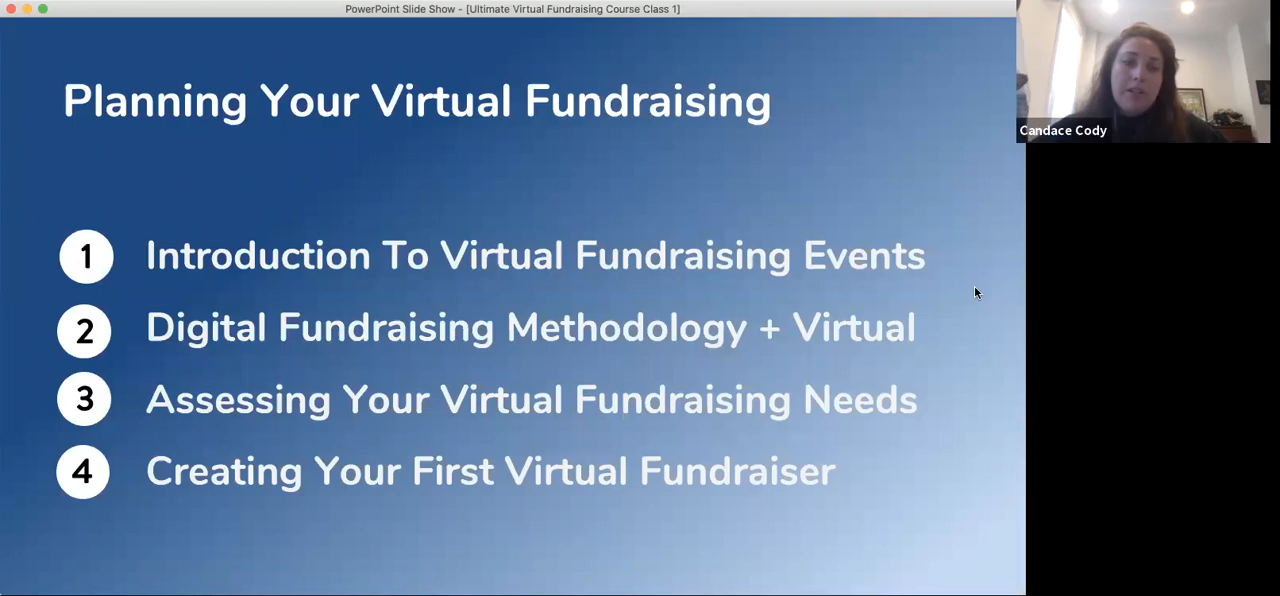 PowerPoint Slide Show - [Ultimate Virtual Fundraising Course Class 1]
Planning Your Virtual Fundraising
1 Introduction To Virtual Fundraising Events
2 Digital Fundraising Methodology + Virtual
3 Assessing Your Virtual Fundraising Needs
4 Creating Your First Virtual Fundraiser
Candace Cody